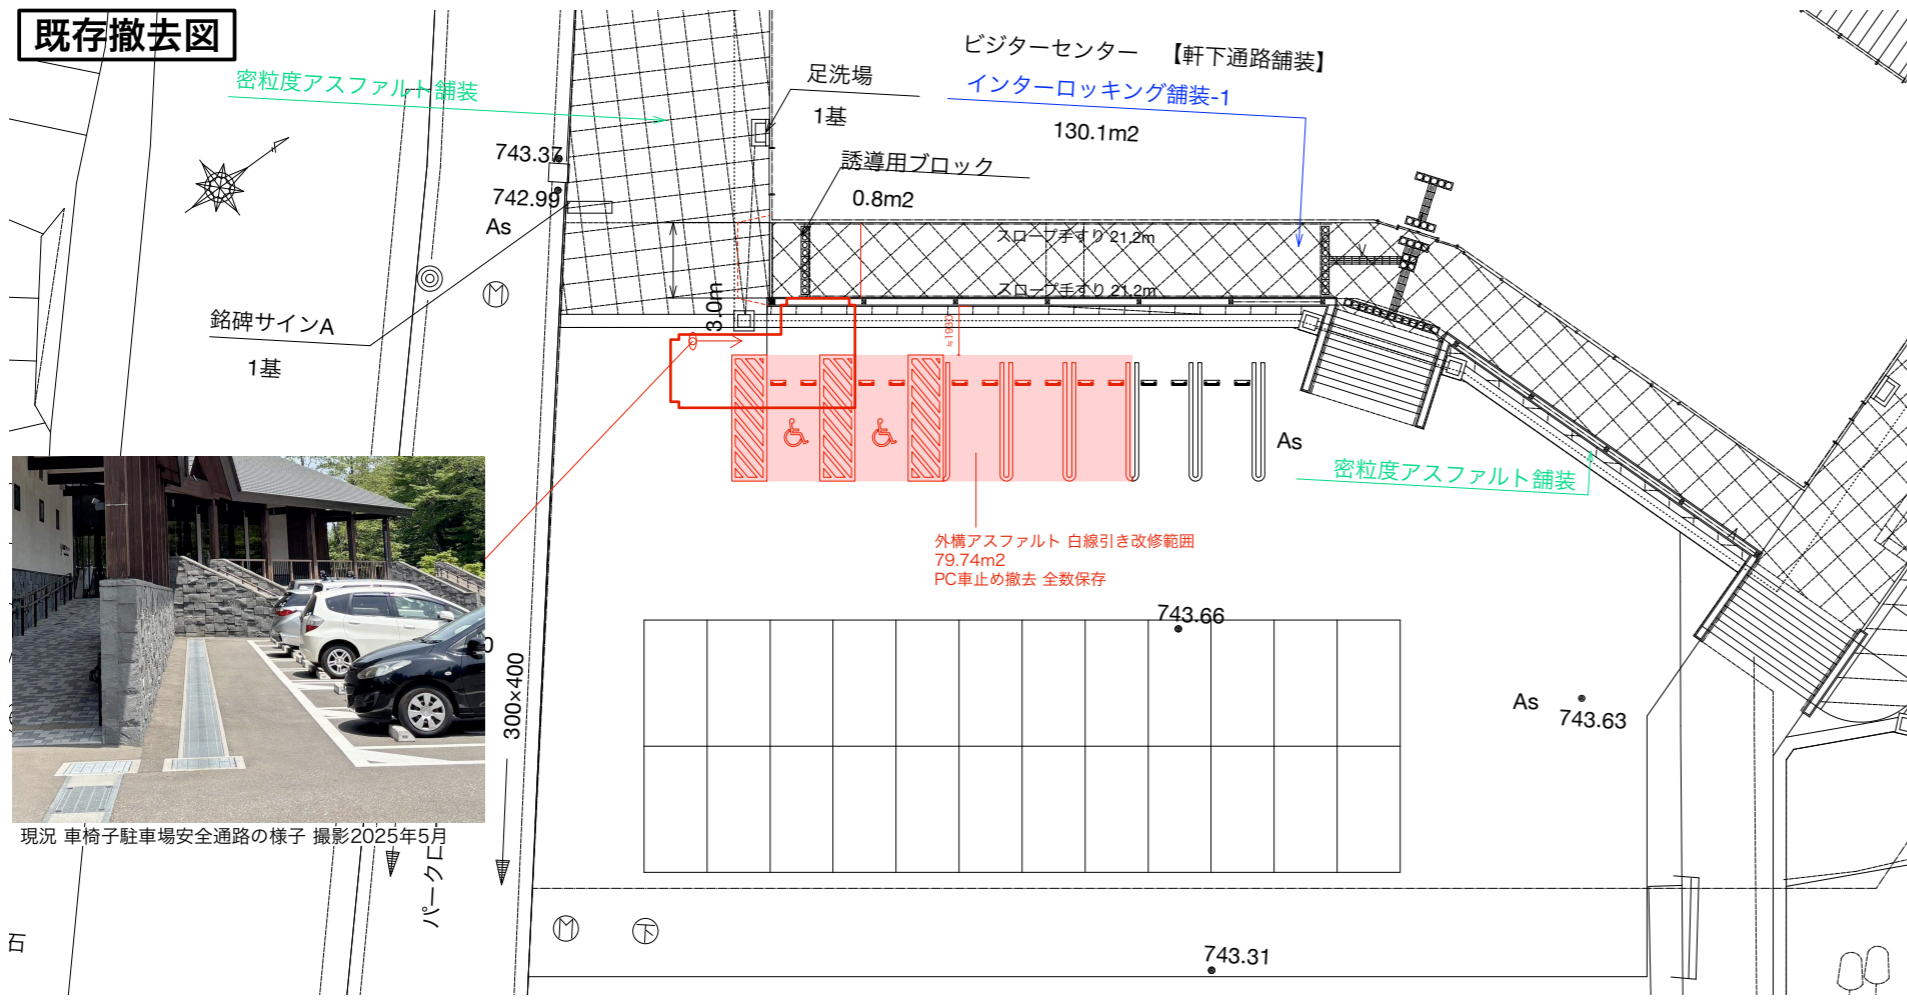 既存撤去図
密粒度アスファルト舗装
ビジターセンター 【軒下通路舗装】
足洗場
1基
インターロッキング舗装-1
130.1m2
743.37
誘導用ブロック
0.8m2
742.99
As
スロープ手すり 21.2m
スロープ手すり 21.2m
M
3.0m
銘碑サインA
1基
≒1930
As
密粒度アスファルト舗装
外構アスファルト 白線引き改修範囲
79.74m2
PC車止め撤去 全数保存
743.66
300×400
As
743.63
現況 車椅子駐車場安全通路の様子 撮影2025年5月
パークロ
石
M
下
743.31